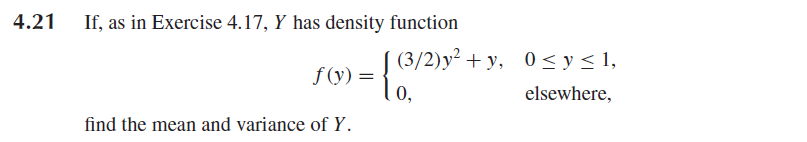 4.21 If, as in Exercise 4.17, Y has density function
f(y) = { (3/2)y² + y, 0 ≤ y ≤ 1,
0, elsewhere,
find the mean and variance of Y.